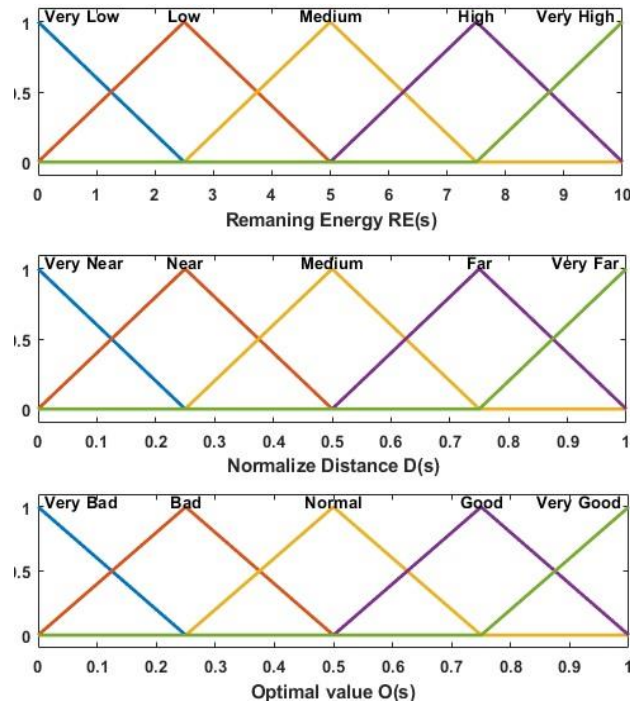 Very Low Low Medium High Very High
1
.5
0
0 1 2 3 4 5 6 7 8 9 10
Remaning Energy RE(s)
Very Near Near Medium Far Very Far
1
0.5
0
0 0.1 0.2 0.3 0.4 0.5 0.6 0.7 0.8 0.9 1
Normalize Distance D(s)
Very Bad Bad Normal Good Very Good
1
0.5
0
0 0.1 0.2 0.3 0.4 0.5 0.6 0.7 0.8 0.9 1
Optimal value O(s)